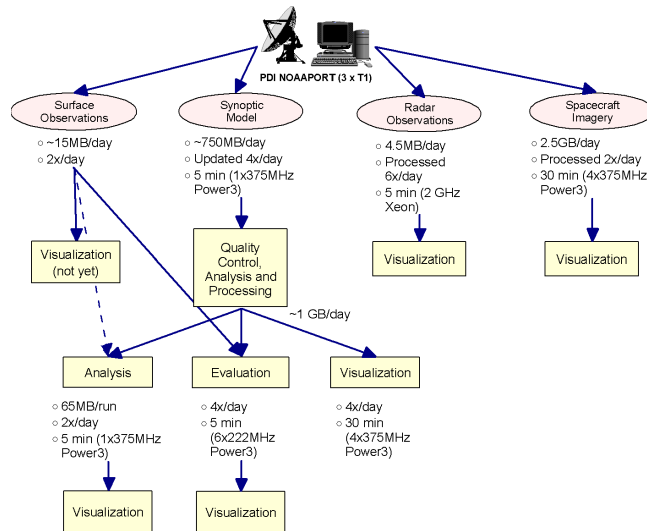 PDI NOAAPORT (3 x T1)
Surface
Observations
Synoptic
Model
Radar
Observations
Spacecraft
Imagery
○ ~15MB/day
○ 2x/day
○ ~750MB/day
○ Updated 4x/day
○ 5 min (1x375MHz
Power3)
○ 4.5MB/day
○ Processed
6x/day
○ 5 min (2 GHz
Xeon)
○ 2.5GB/day
○ Processed 2x/day
○ 30 min (4x375MHz
Power3)
Visualization
(not yet)
Quality
Control,
Analysis and
Processing
Visualization
Visualization
~1 GB/day
Analysis
Evaluation
Visualization
○ 65MB/run
○ 2x/day
○ 5 min (1x375MHz
Power3)
○ 4x/day
○ 5 min
(6x222MHz
Power3)
○ 4x/day
○ 30 min
(4x375MHz
Power3)
Visualization
Visualization